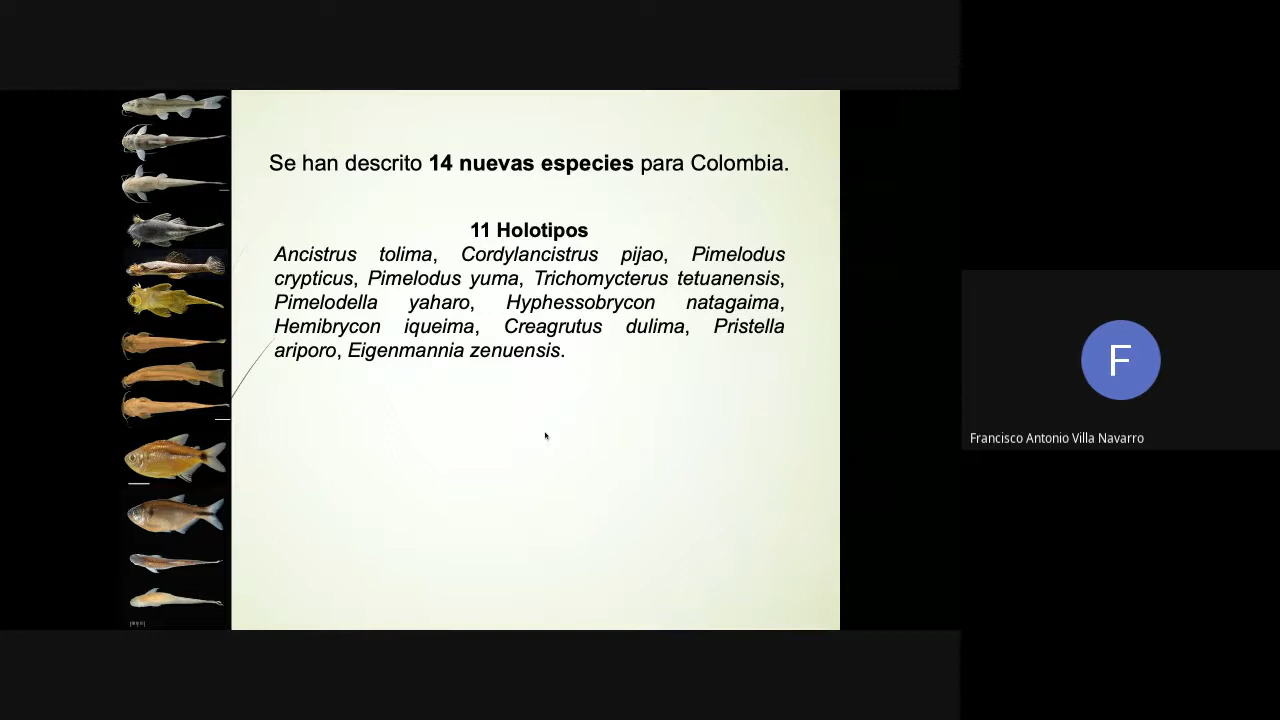 Se han descrito 14 nuevas especies para Colombia.
11 Holotipos
Ancistrus tolima, Cordylancistrus pijao, Pimelodus
crypticus, Pimelodus yuma, Trichomycterus tetuanensis,
Pimelodella yaharo, Hyphessobrycon natagaima,
Hemibrycon iqueima, Creagrutus dulima, Pristella
ariporo, Eigenmannia zenuensis.
F
Francisco Antonio Villa Navarro